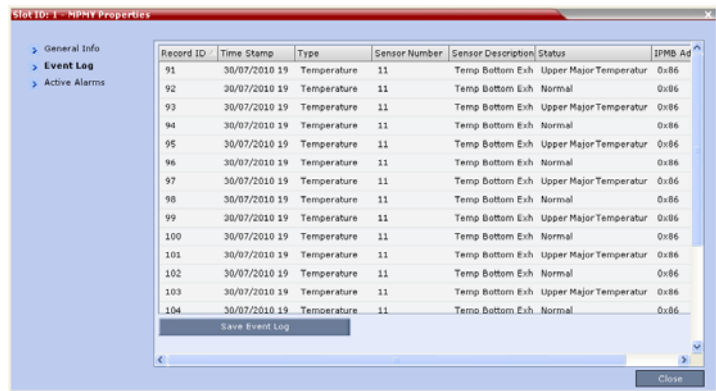 Slot ID: 1 - MPMY Properties
General Info
Event Log
Active Alarms
Record ID Time Stamp Type Sensor Number Sensor Description Status IPMB Ad
91 30/07/2010 19 Temperature 11 Temp Bottom Exh Upper Major Temperatur 0x86
92 30/07/2010 19 Temperature 11 Temp Bottom Exh Normal 0x86
93 30/07/2010 19 Temperature 11 Temp Bottom Exh Upper Major Temperatur 0x86
94 30/07/2010 19 Temperature 11 Temp Bottom Exh Normal 0x86
95 30/07/2010 19 Temperature 11 Temp Bottom Exh Upper Major Temperatur 0x86
96 30/07/2010 19 Temperature 11 Temp Bottom Exh Normal 0x86
97 30/07/2010 19 Temperature 11 Temp Bottom Exh Upper Major Temperatur 0x86
98 30/07/2010 19 Temperature 11 Temp Bottom Exh Normal 0x86
99 30/07/2010 19 Temperature 11 Temp Bottom Exh Upper Major Temperatur 0x86
100 30/07/2010 19 Temperature 11 Temp Bottom Exh Normal 0x86
101 30/07/2010 19 Temperature 11 Temp Bottom Exh Upper Major Temperatur 0x86
102 30/07/2010 19 Temperature 11 Temp Bottom Exh Normal 0x86
103 30/07/2010 19 Temperature 11 Temp Bottom Exh Upper Major Temperatur 0x86
104 30/07/2010 19 Temperature 11 Temp Bottom Exh Normal 0x86
Save Event Log
Close